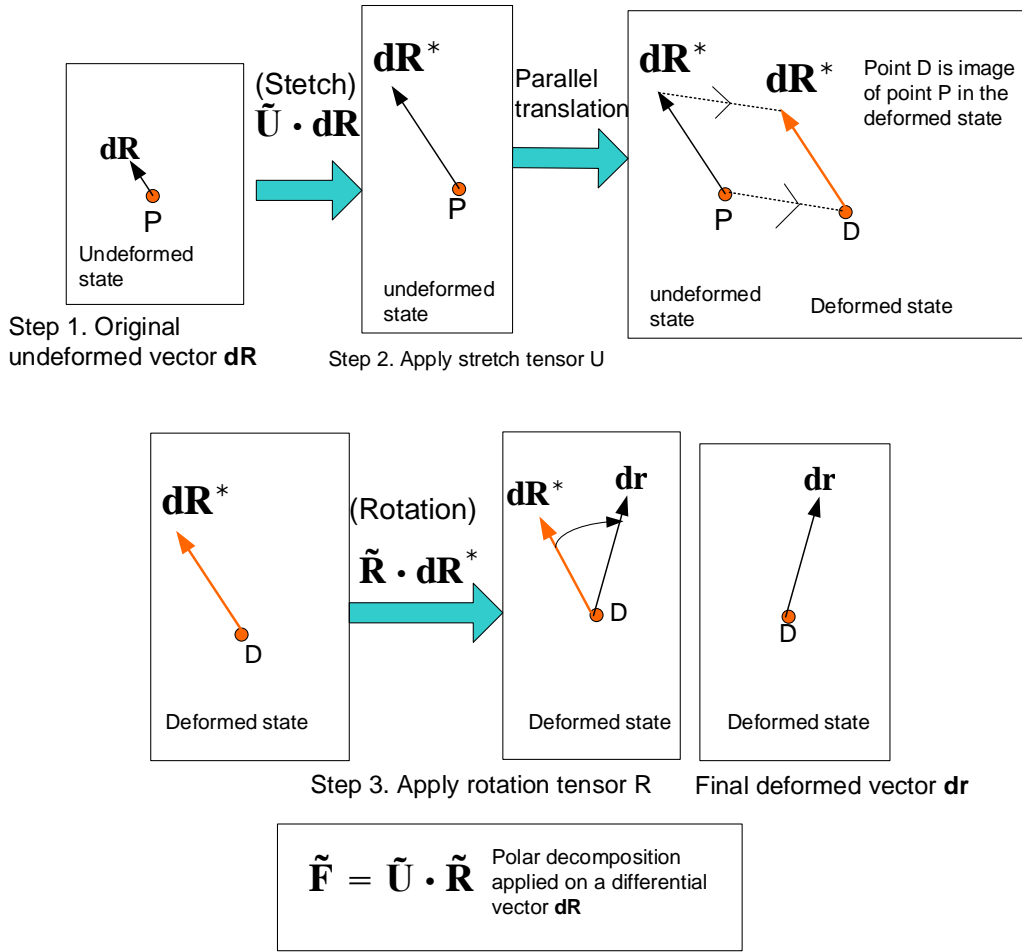 dR*
dR*
dR*
Point D is image
of point P in the
deformed state
(Stetch)
Ũ · dR
Parallel
translation
dR
P
P
P
D
Undefomed
state
undeformed
state
undeformed
state
Deformed state
Step 1. Original
undeformed vector dR
Step 2. Apply stretch tensor U
dR*
(Rotation)
R̃ · dR*
dR*
dr
dr
D
D
D
Deformed state
Deformed state
Deformed state
Step 3. Apply rotation tensor R
Final deformed vector dr
F̃ = Ũ · R̃
Polar decomposition
applied on a differential
vector dR